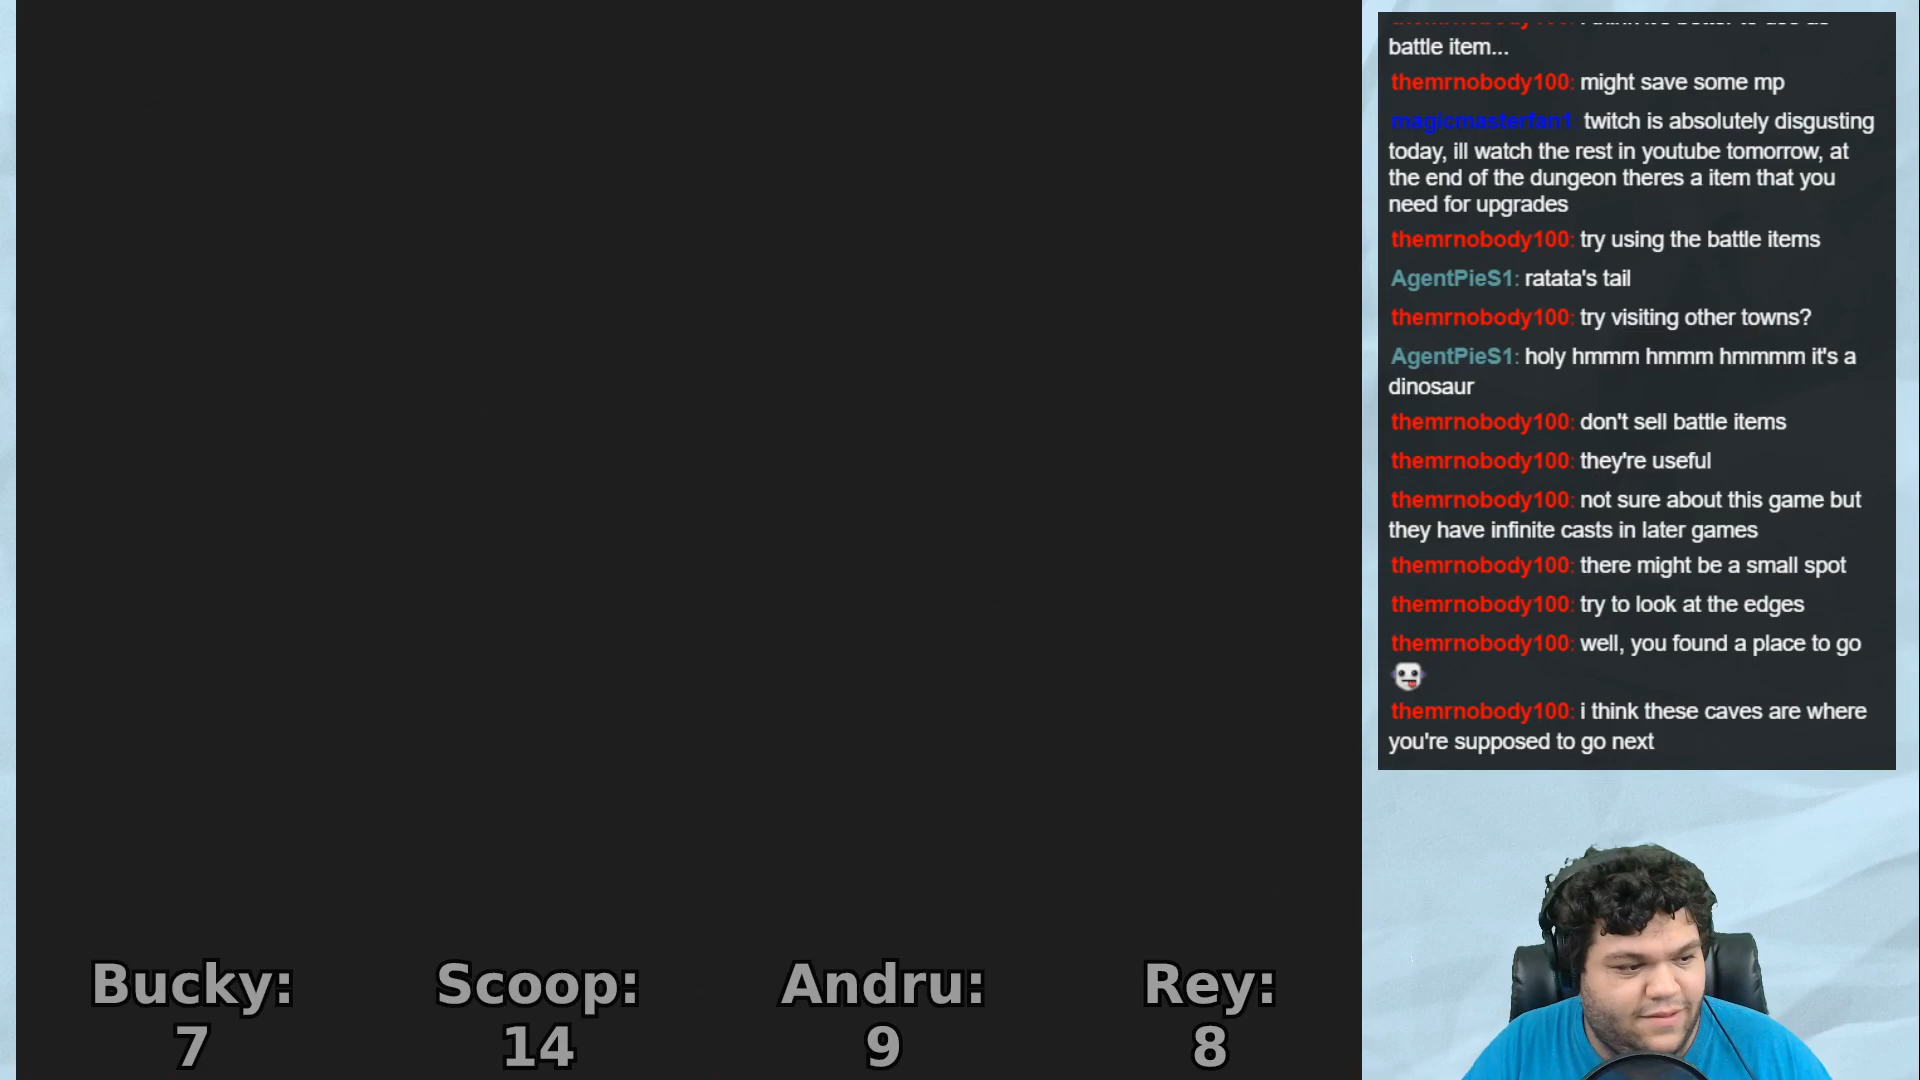 battle item...
themrnobody100: might save some mp
magicmasterfan1: twitch is absolutely disgusting
today, ill watch the rest in youtube tomorrow, at
the end of the dungeon theres a item that you
need for upgrades
themrnobody100: try using the battle items
AgentPieS1: ratata's tail
themrnobody100: try visiting other towns?
AgentPieS1: holy hmmm hmmm hmmmm it's a
dinosaur
themrnobody100: don't sell battle items
themrnobody100: they're useful
themrnobody100: not sure about this game but
they have infinite casts in later games
themrnobody100: there might be a small spot
themrnobody100: try to look at the edges
themrnobody100: well, you found a place to go
themrnobody100: i think these caves are where
you're supposed to go next
Bucky: Scoop: Andru: Rey:
7 14 9 8